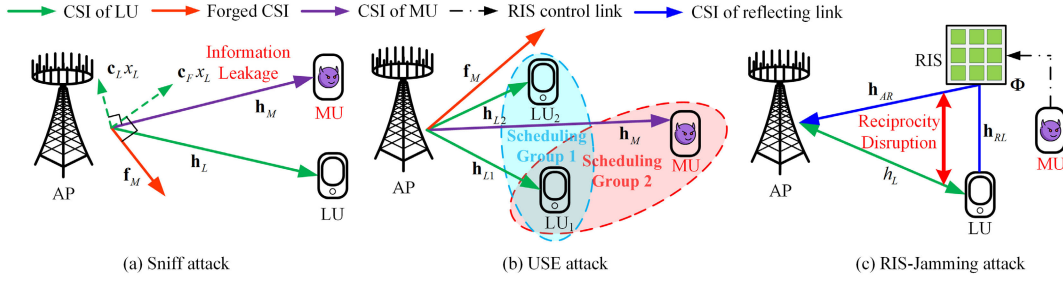 CSI of LU
Forged CSI
CSI of MU
RIS control link
CSI of reflecting link
c_L x_L
c_F x_L
Information
Leakage
h_M
MU
h_L
f_M
AP
LU
(a) Sniff attack
f_M
h_L2
LU₂
Scheduling
Group 1
h_M
Scheduling
Group 2
MU
h_L1
LU₁
AP
(b) USE attack
RIS
Φ
h_AR
Reciprocity
Disruption
h_RL
MU
h_L
AP
LU
(c) RIS-Jamming attack